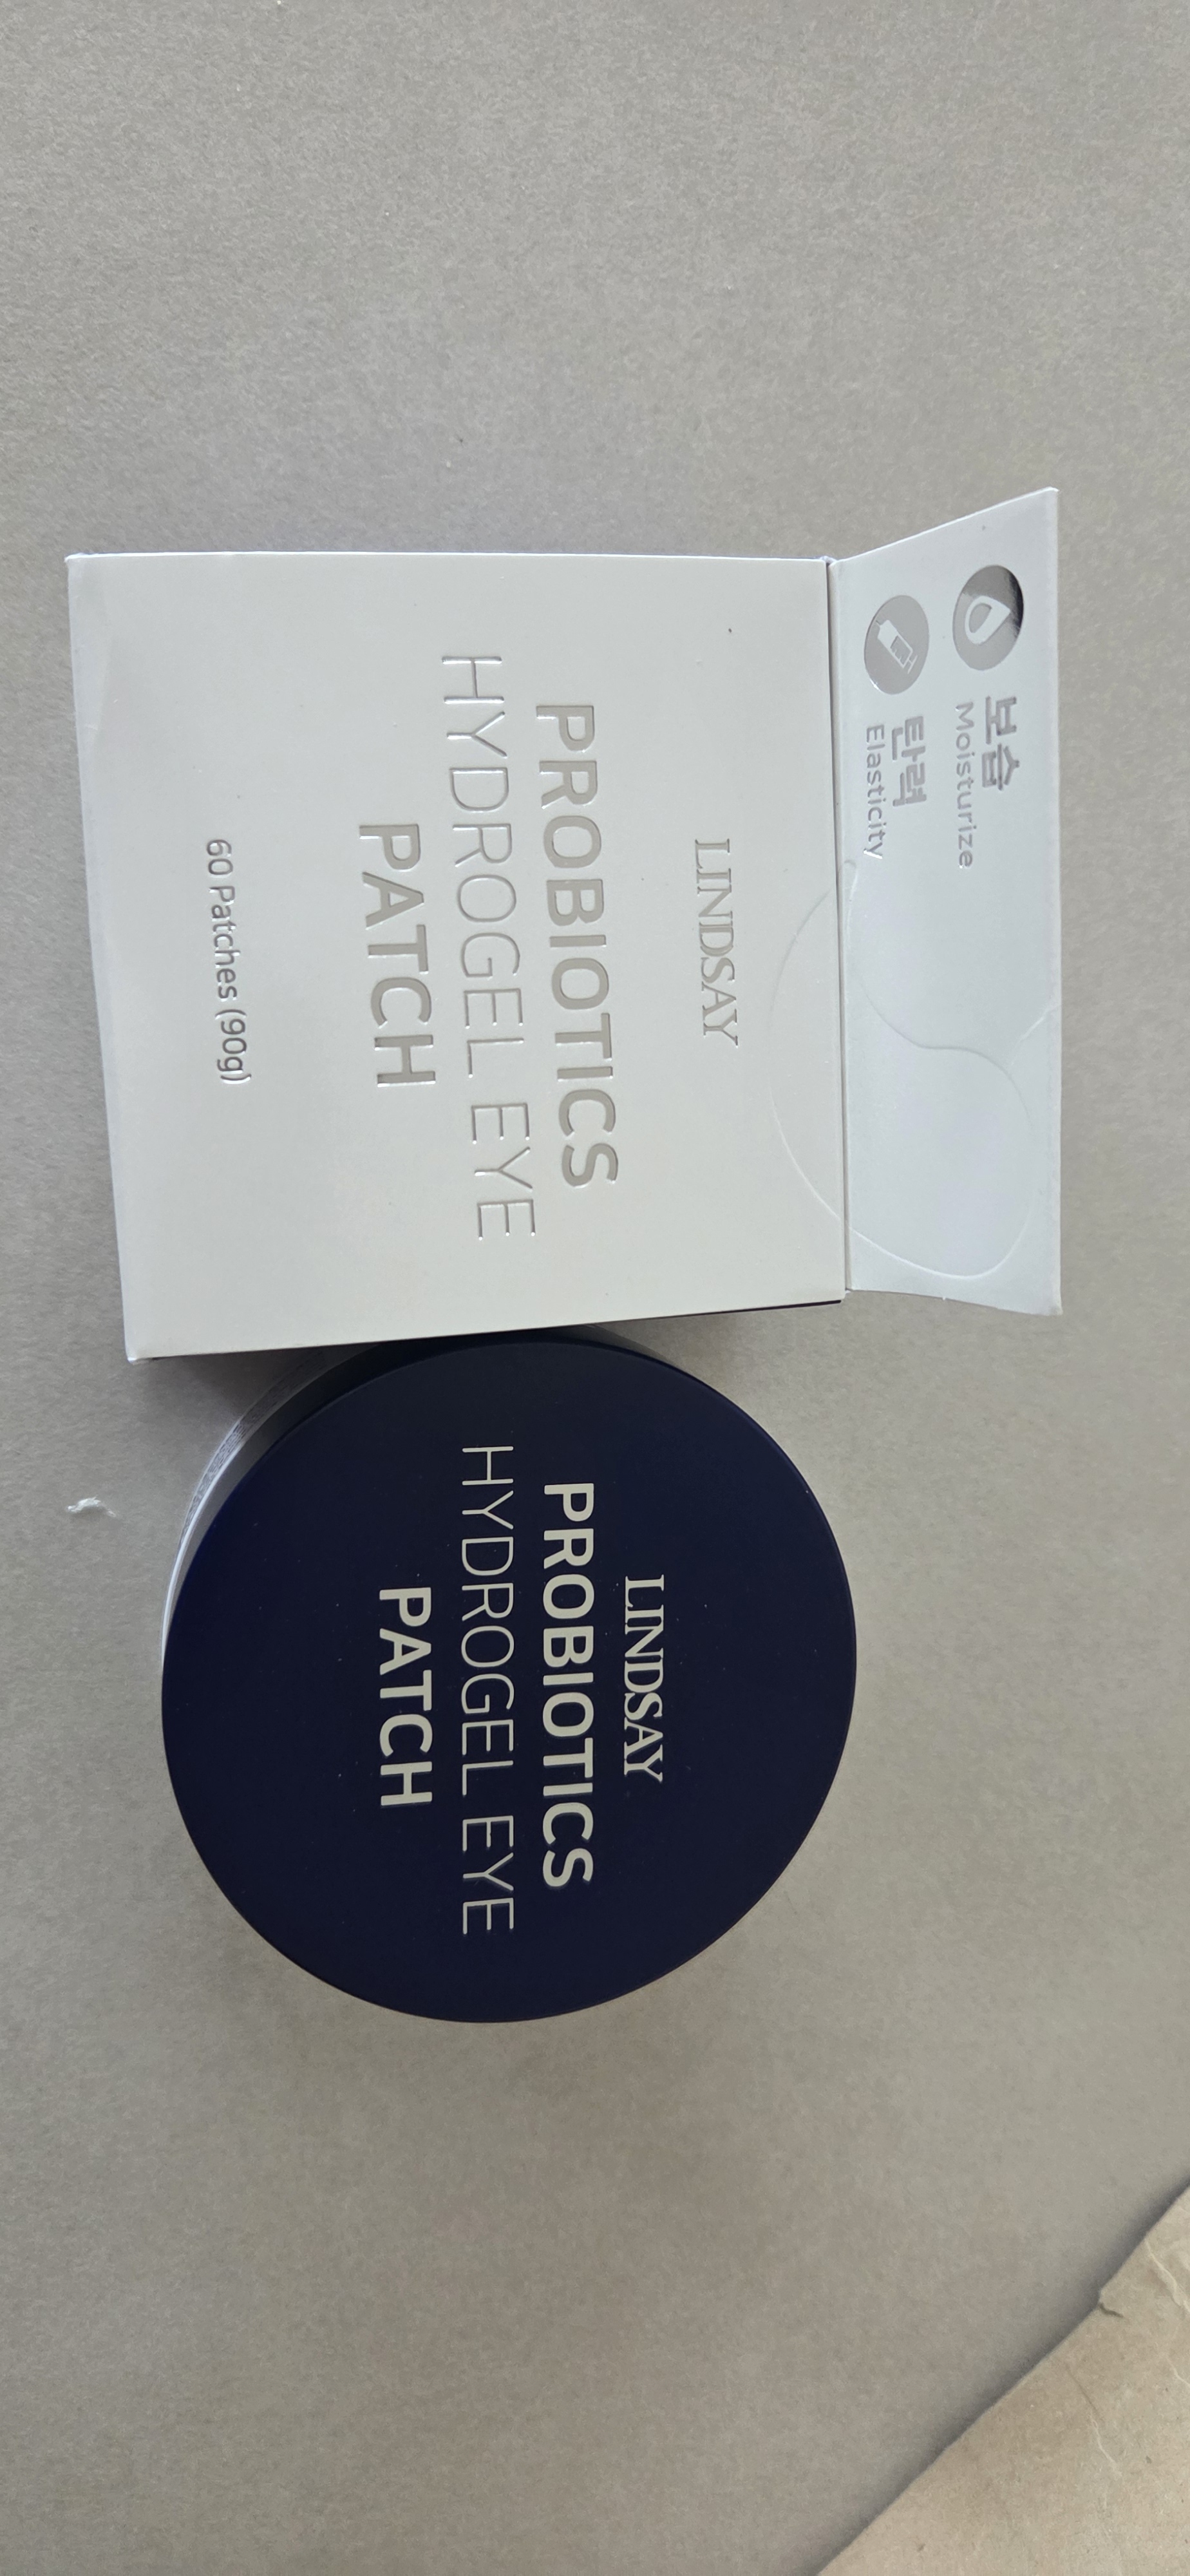 보습
Moisturize
탄력
Elasticity
LINDSAY
PROBIOTICS
HYDROGEL EYE
PATCH
60 Patches (90g)
LINDSAY
PROBIOTICS
HYDROGEL EYE
PATCH